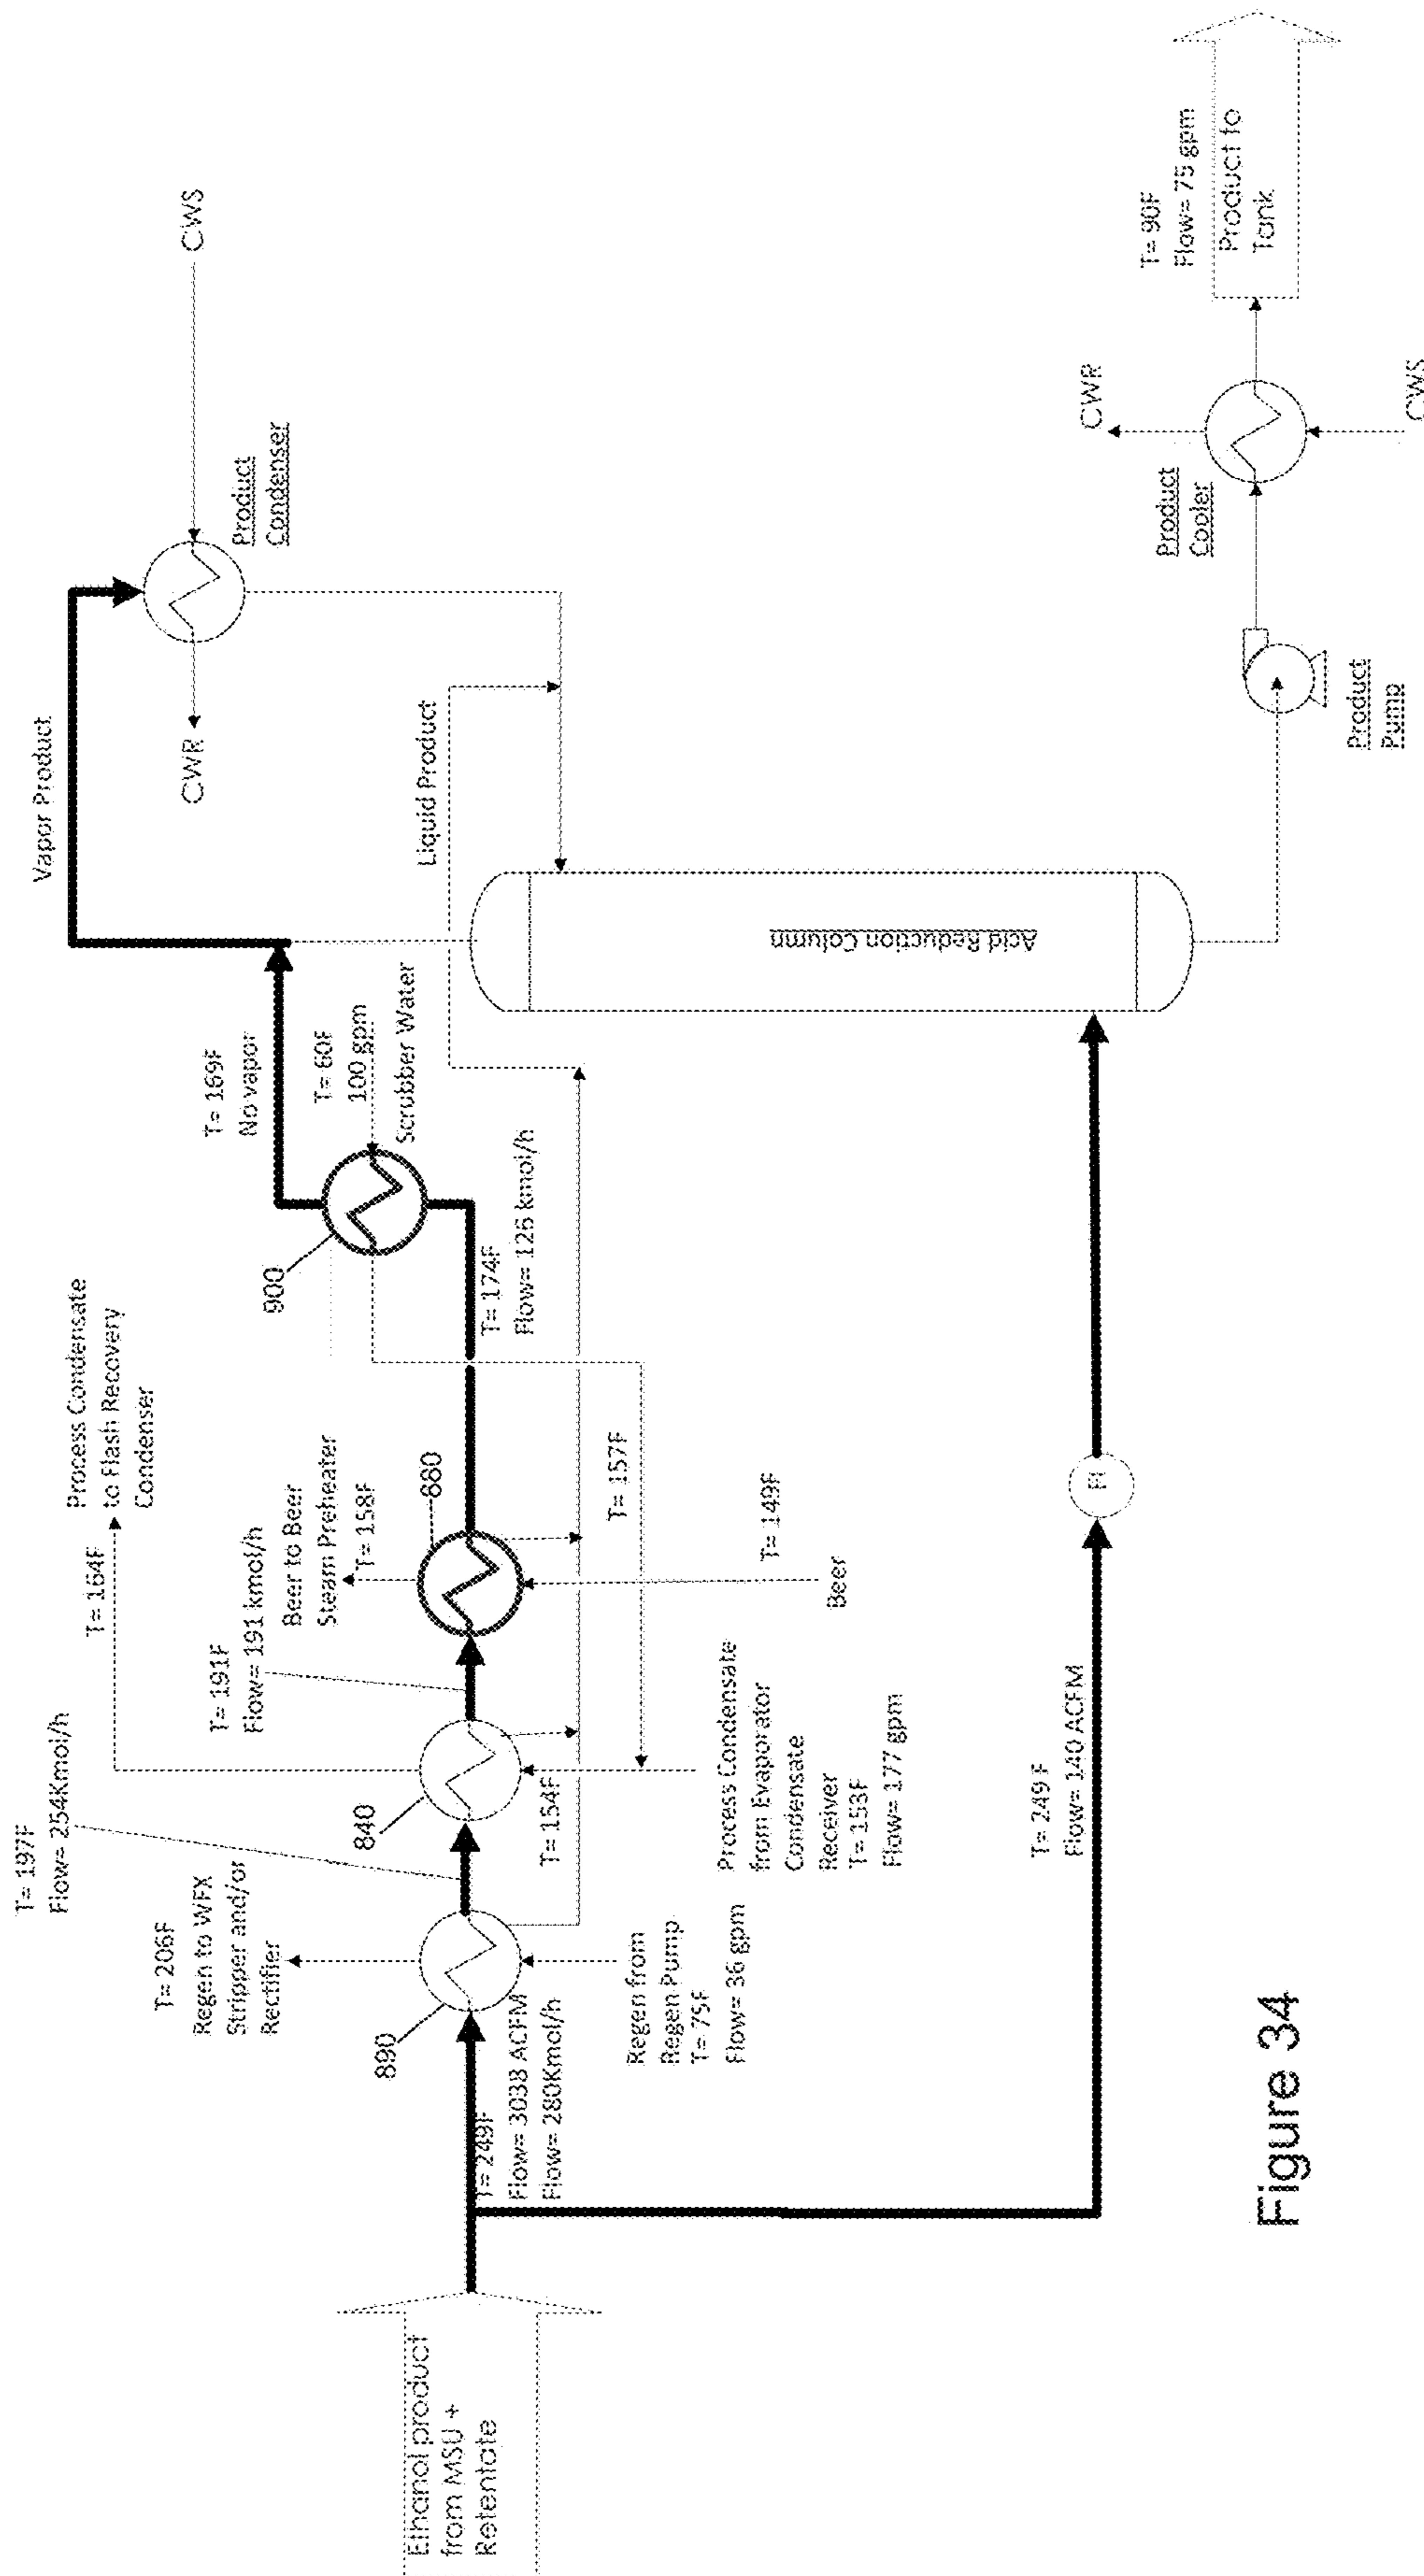 Ethanol product
from MSU +
Retentate
T= 249F
Flow= 3038 ACFM
Flow= 280Kmol/h
890
T= 206F
Regen to WFX
Stripper and/or
Rectifier
Regen from
Regen Pump
T= 75F
Flow= 36 gpm
T= 197F
Flow= 254Kmol/h
840
T= 154F
T= 164F
Process Condensate
to Flash Recovery
Condenser
Process Condensate
from Evaporator
Condensate
Receiver
T= 153F
Flow= 177 gpm
T= 191F
Flow= 191 kmol/h
880
Beer to Beer
Steam Preheater
T= 158F
T= 149F
Beer
T= 157F
T= 174F
Flow= 126 kmol/h
900
T= 169F
No vapor
T= 60F
100 gpm
Scrubber Water
Vapor Product
Liquid Product
CWR
CWS
Product
Condenser
Acid Reduction Column
T= 249 F
Flow= 140 ACFM
FI
Product
Pump
Product
Cooler
CWR
CWS
T= 90F
Flow= 75 gpm
Product to
Tank
Figure 34